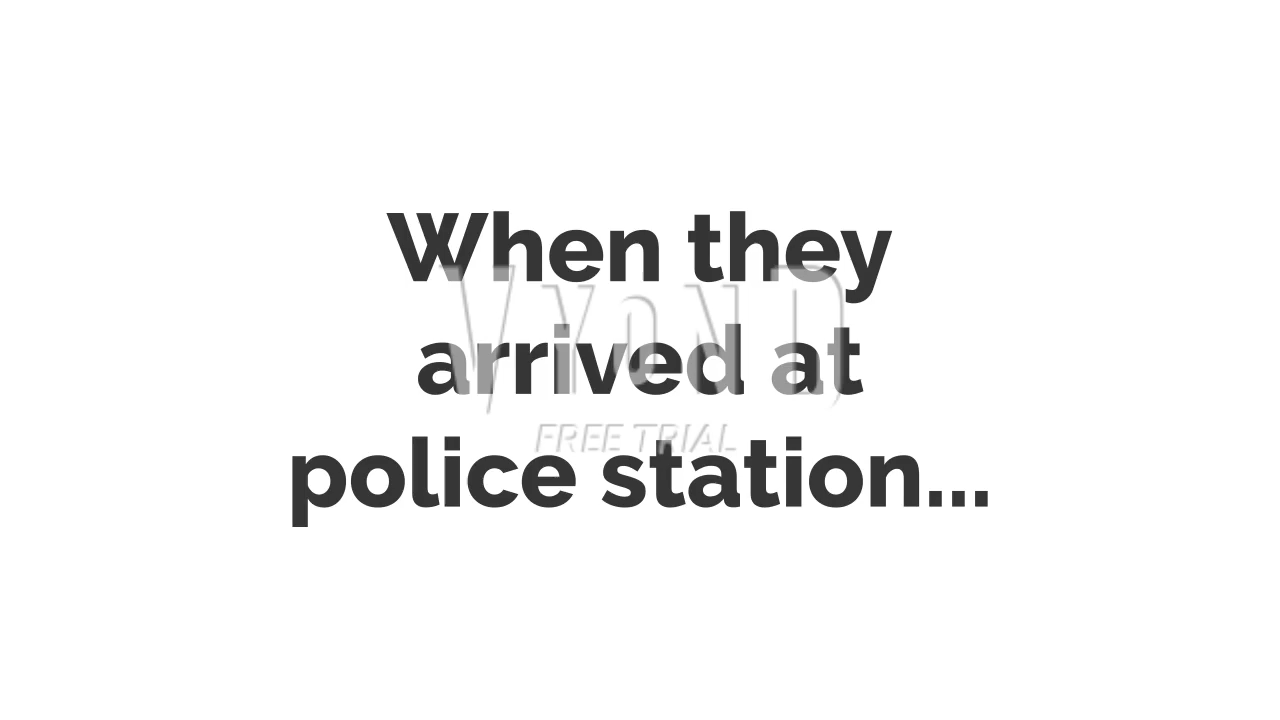 When they
arrived at
police station...
VYOND
FREE TRIAL